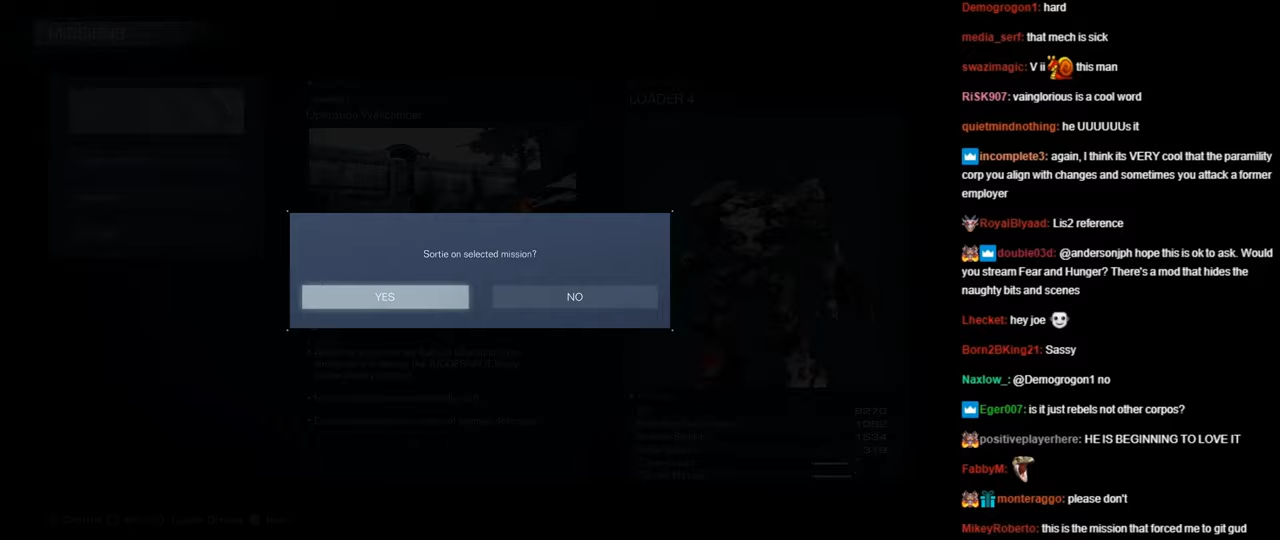 LOADER 4
Operation Wallclimber
Sortie on selected mission?
YES
NO
9270
319
Demogrogon1: hard
media_serf: that mech is sick
swazimagic: V ii this man
RiSK907: vainglorious is a cool word
quietmindnothing: he UUUUUs it
incomplete3: again, I think its VERY cool that the paramility
corp you align with changes and sometimes you attack a former
employer
RoyalBlyaad: Lis2 reference
double03d: @andersonjph hope this is ok to ask. Would
you stream Fear and Hunger? There's a mod that hides the
naughty bits and scenes
Lhecket: hey joe
Born2BKing21: Sassy
Naxlow_: @Demogrogon1 no
Eger007: is it just rebels not other corpos?
positiveplayerhere: HE IS BEGINNING TO LOVE IT
FabbyM:
monteraggo: please don't
MikeyRoberto: this is the mission that forced me to git gud